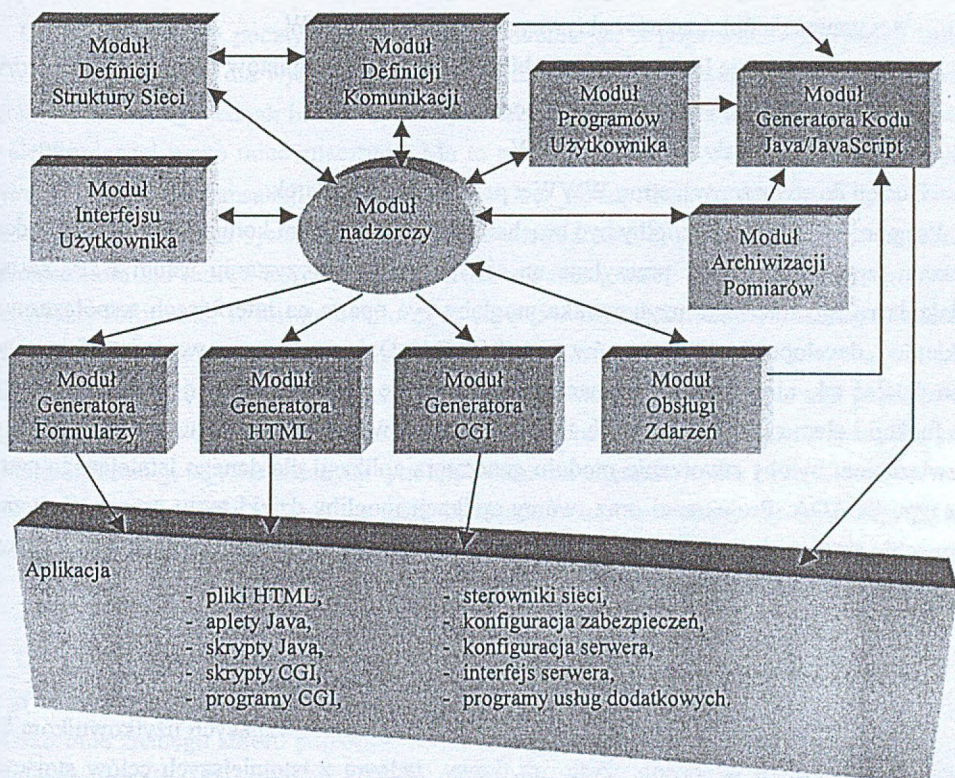 Moduł
Definicji
Struktury Sieci
Moduł
Definicji
Komunikacji
Moduł
Programów
Użytkownika
Moduł
Generatora Kodu
Java/JavaScript
Moduł
Interfejsu
Użytkownika
Moduł
nadzorczy
Moduł
Archiwizacji
Pomiarów
Moduł
Generatora
Formularzy
Moduł
Generatora
HTML
Moduł
Generatora
CGI
Moduł
Obsługi
Zdarzeń
Aplikacja
- pliki HTML,
- aplety Java,
- skrypty Java,
- skrypty CGI,
- programy CGI,
- sterowniki sieci,
- konfiguracja zabezpieczeń,
- konfiguracja serwera,
- interfejs serwera,
- programy usług dodatkowych.